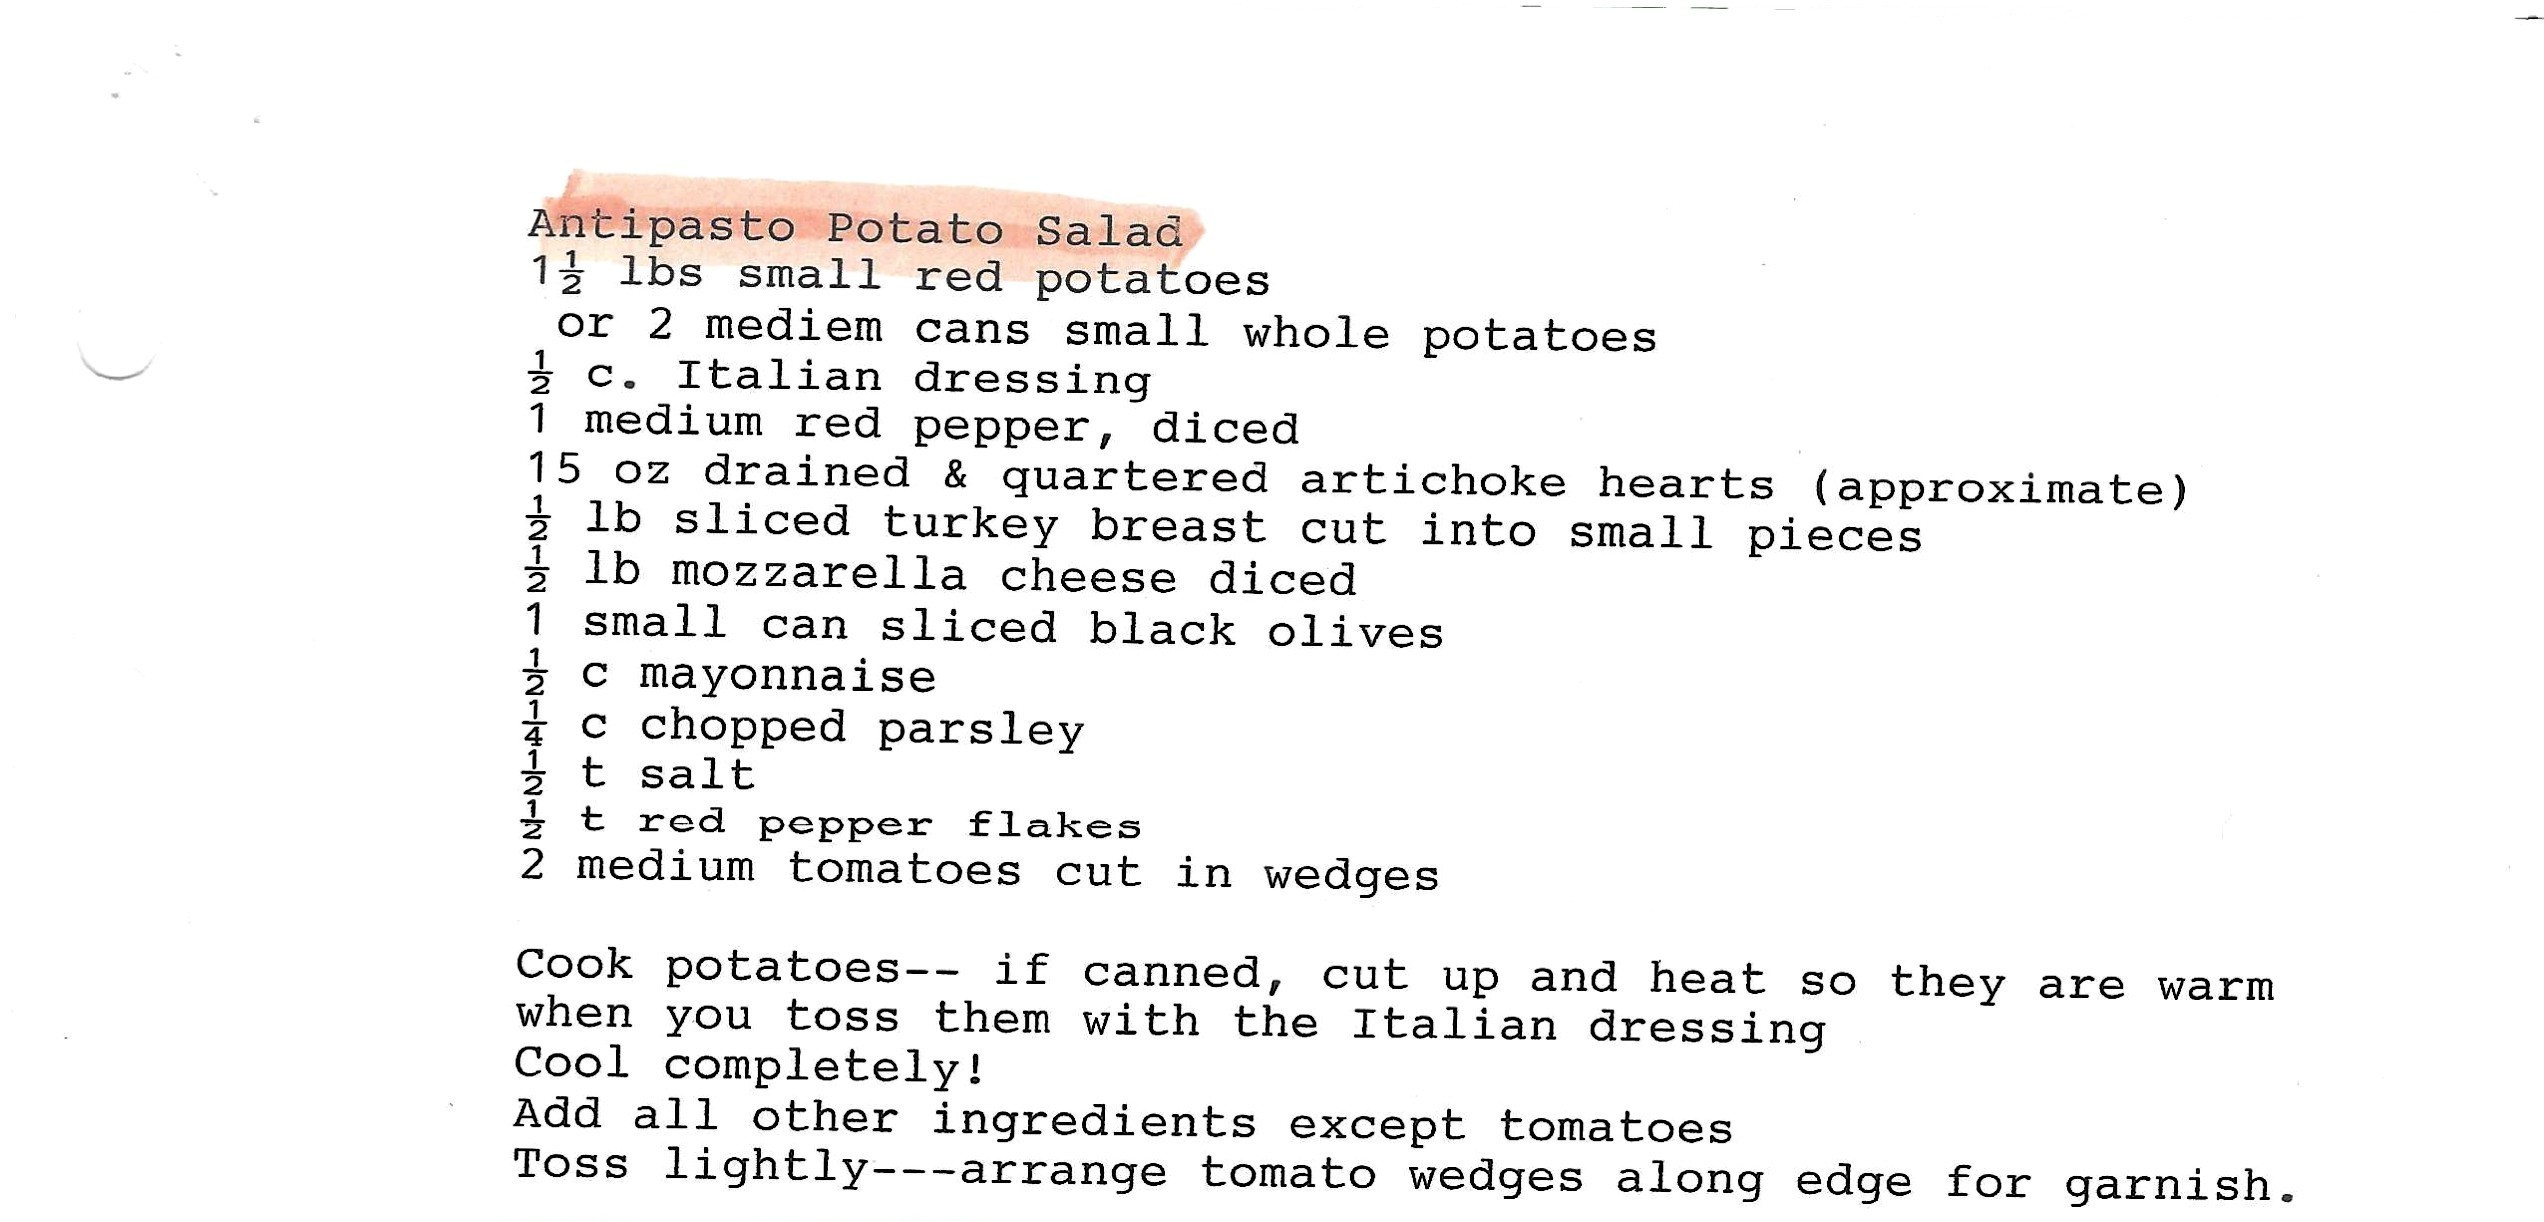 Antipasto Potato Salad
1½ lbs small red potatoes
or 2 mediem cans small whole potatoes
½ c. Italian dressing
1 medium red pepper, diced
15 oz drained & quartered artichoke hearts (approximate)
½ lb sliced turkey breast cut into small pieces
½ lb mozzarella cheese diced
1 small can sliced black olives
½ c mayonnaise
¼ c chopped parsley
½ t salt
½ t red pepper flakes
2 medium tomatoes cut in wedges
Cook potatoes-- if canned, cut up and heat so they are warm
when you toss them with the Italian dressing
Cool completely!
Add all other ingredients except tomatoes
Toss lightly---arrange tomato wedges along edge for garnish.